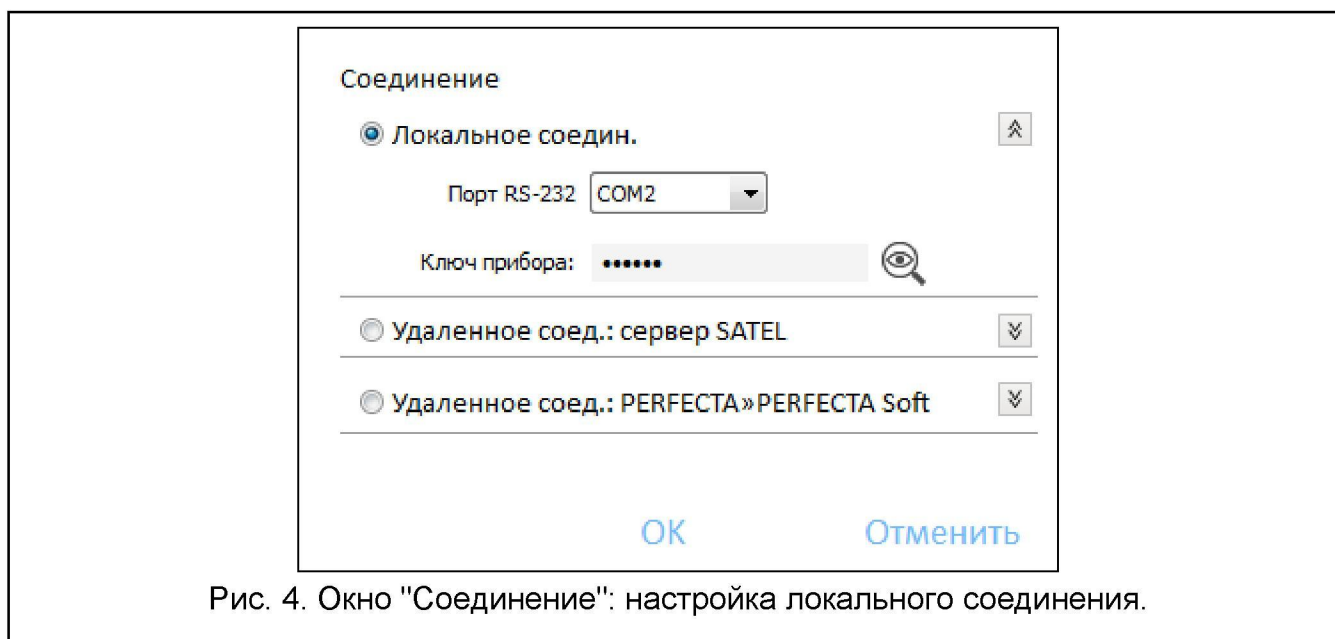 Соединение
Локальное соедин.
Порт RS-232 COM2
Ключ прибора: ••••••
Удаленное соед.: сервер SATEL
Удаленное соед.: PERFECTA»PERFECTA Soft
OK Отменить
Рис. 4. Окно "Соединение": настройка локального соединения.